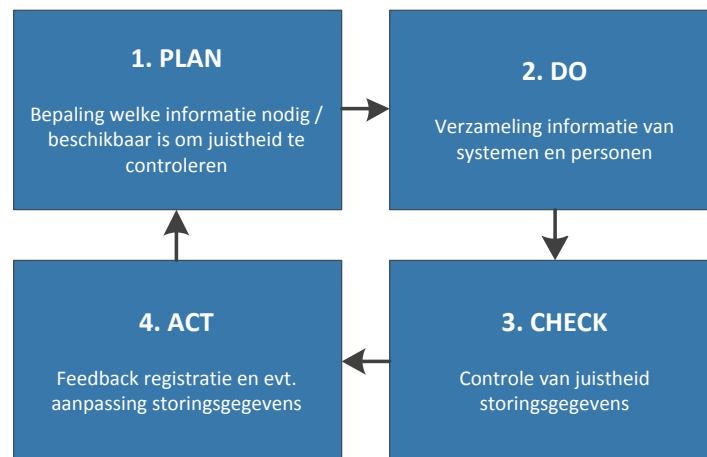 1. PLAN
Bepaling welke informatie nodig /
beschikbaar is om juistheid te
controleren
2. DO
Verzameling informatie van
systemen en personen
3. CHECK
Controle van juistheid
storingsgegevens
4. ACT
Feedback registratie en evt.
aanpassing storingsgegevens